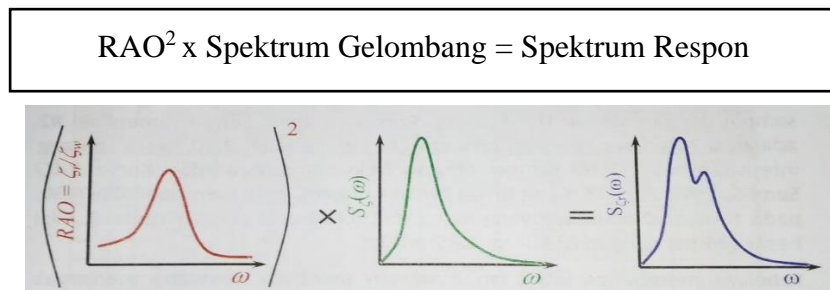 RAO² x Spektrum Gelombang = Spektrum Respon
RAO = ζr/ζw
ω
2
×
Sζ(ω)
ω
=
Sζr(ω)
ω